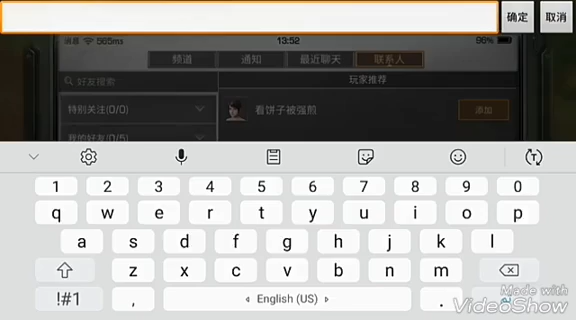 确定 取消
消息 565ms 13:52 96%
频道 通知 最近聊天 联系人
好友搜索 玩家推荐
特别关注(0/0) 看饼子被强煎 添加
我的好友(0/5)
1 2 3 4 5 6 7 8 9 0
q w e r t y u i o p
a s d f g h j k l
z x c v b n m
!#1 , English (US) .
Made with
VideoShow